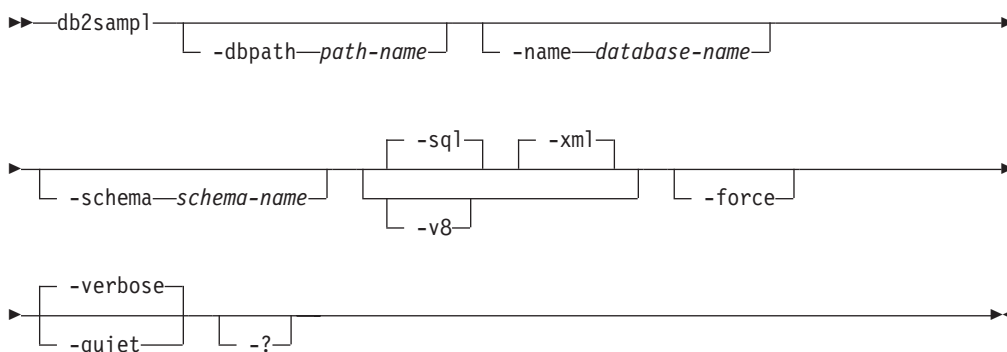 db2sampl
-dbpath path-name
-name database-name
-sql -xml
-schema schema-name
-v8
-force
-verbose
-quiet
-?